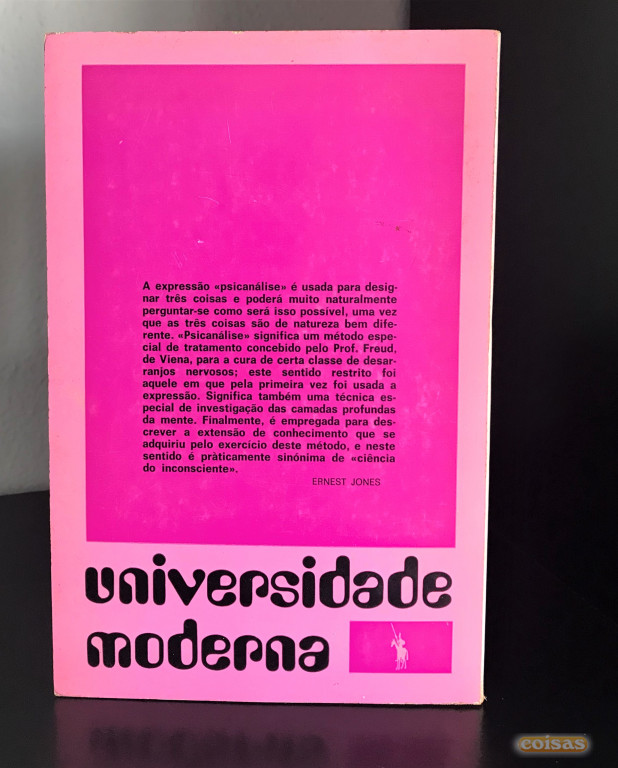 A expressão «psicanálise» é usada para desig-
nar três coisas e poderá muito naturalmente
perguntar-se como será isso possível, uma vez
que as três coisas são de natureza bem dife-
rente. «Psicanálise» significa um método espe-
cial de tratamento concebido pelo Prof. Freud,
de Viena, para a cura de certa classe de desar-
ranjos nervosos; este sentido restrito foi
aquele em que pela primeira vez foi usada a
expressão. Significa também uma técnica es-
pecial de investigação das camadas profundas
da mente. Finalmente, é empregada para des-
crever a extensão de conhecimento que se
adquiriu pelo exercício deste método, e neste
sentido é pràticamente sinónima de «ciência
do inconsciente».
ERNEST JONES
universidade
moderna
coisas